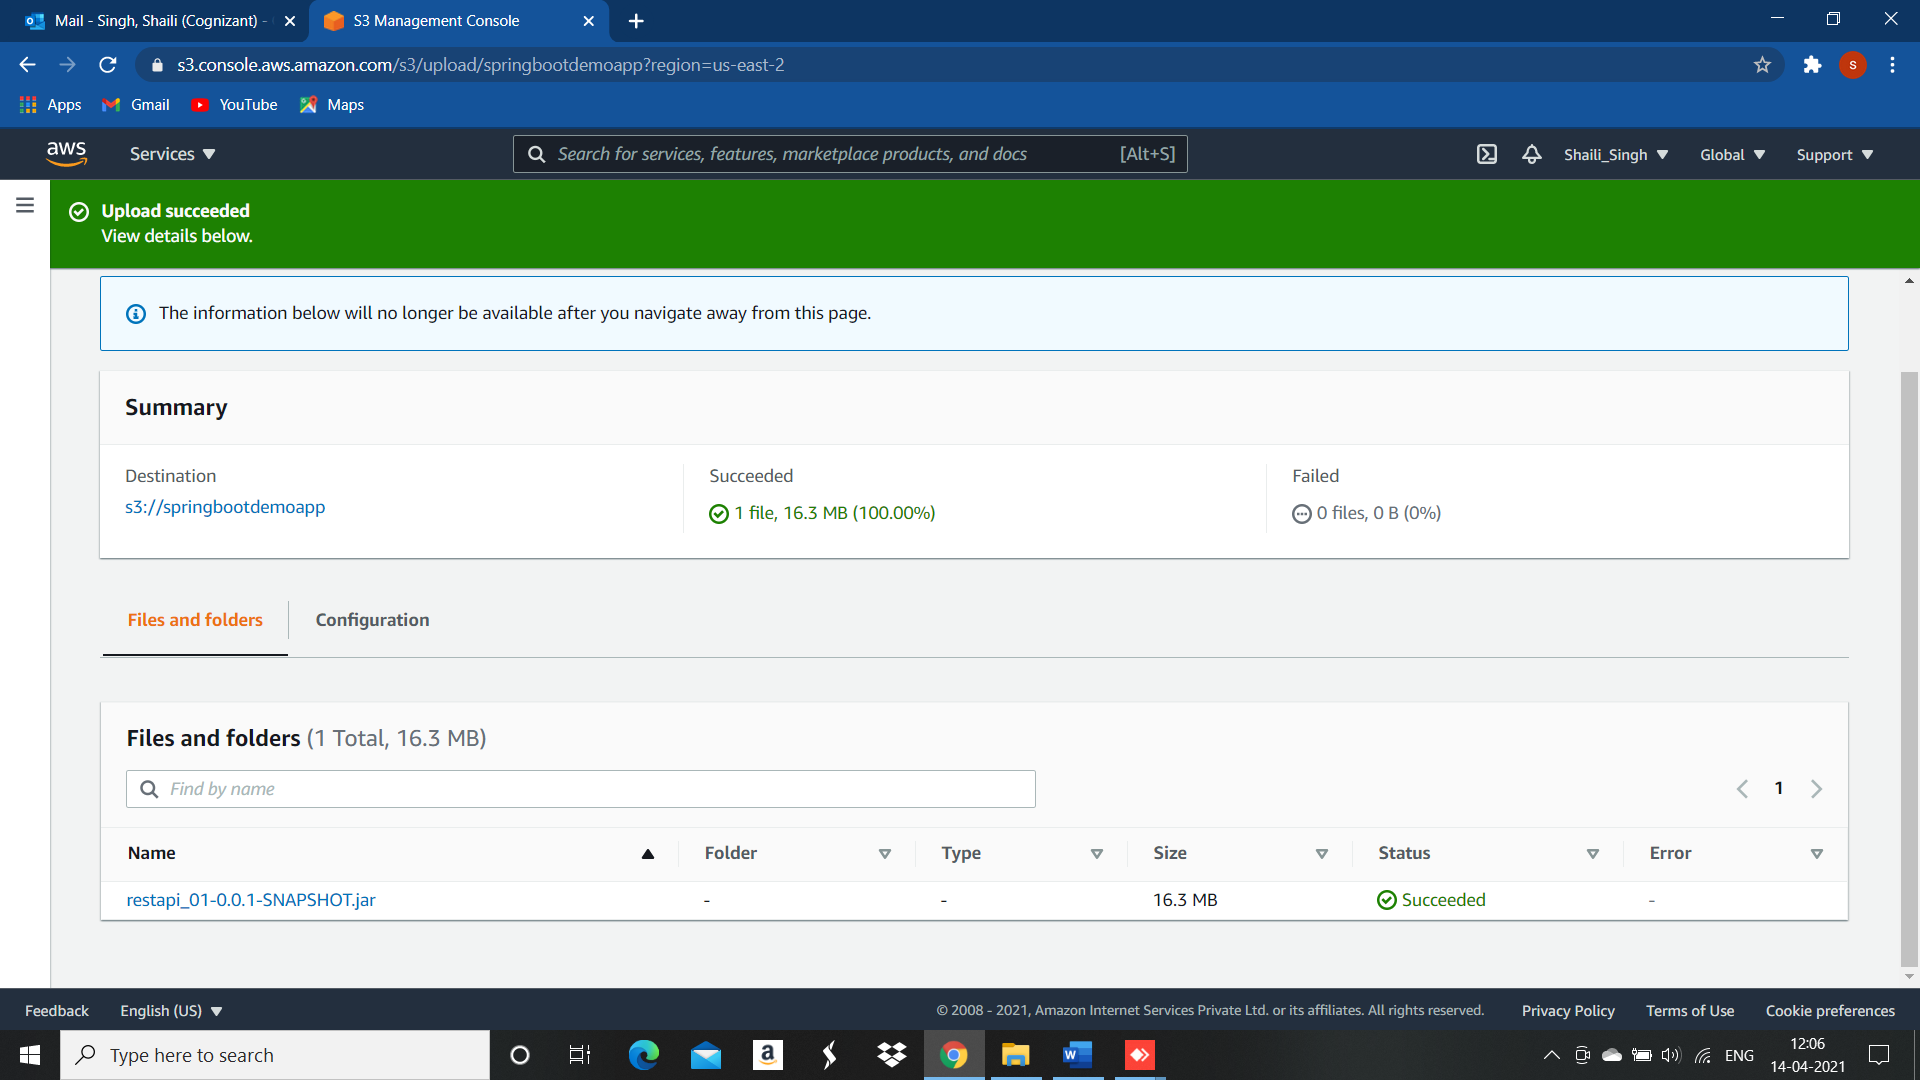 Mail - Singh, Shaili (Cognizant) -
S3 Management Console
s3.console.aws.amazon.com/s3/upload/springbootdemoapp?region=us-east-2
S
Apps
Gmail
YouTube
Maps
aws
Services
Search for services, features, marketplace products, and docs
[Alt+S]
Shaili_Singh
Global
Support
Upload succeeded
View details below.
The information below will no longer be available after you navigate away from this page.
Summary
Destination
Succeeded
Failed
s3://springbootdemoapp
1 file, 16.3 MB (100.00%)
0 files, 0 B (0%)
Files and folders
Configuration
Files and folders (1 Total, 16.3 MB)
Find by name
1
Name
Folder
Type
Size
Status
Error
restapi_01-0.0.1-SNAPSHOT.jar
-
-
16.3 MB
Succeeded
-
Feedback
English (US)
© 2008 - 2021, Amazon Internet Services Private Ltd. or its affiliates. All rights reserved.
Privacy Policy
Terms of Use
Cookie preferences
Type here to search
ENG
12:06
14-04-2021